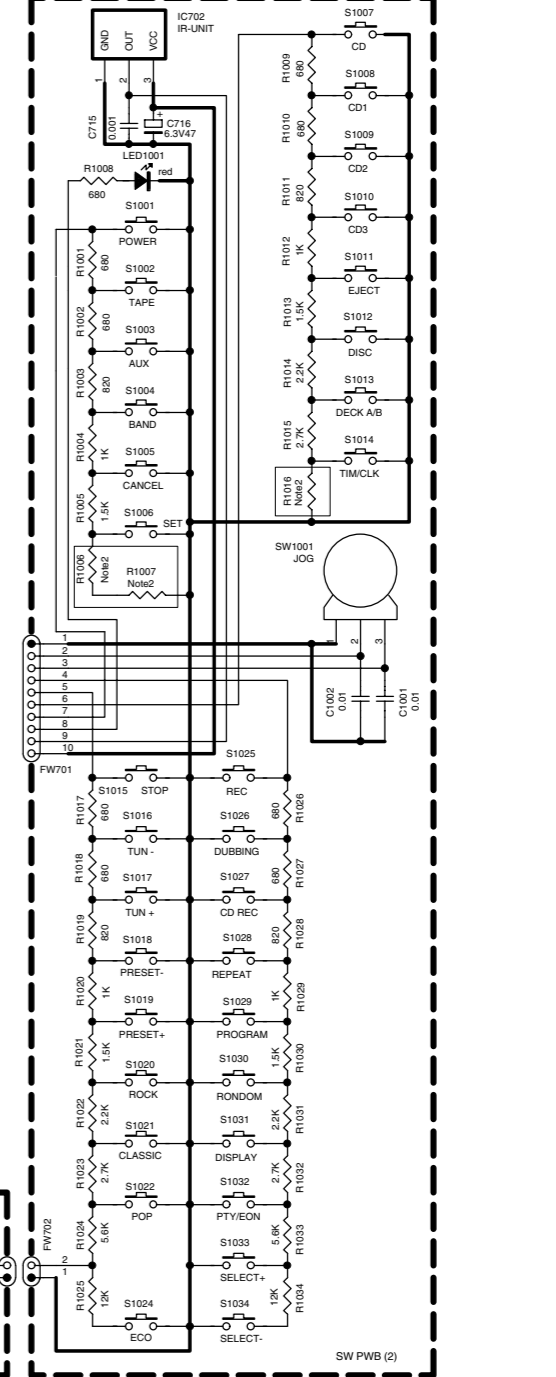 IC702
IR-UNIT
GND
OUT
VCC
1
2
3
+
C715
0.001
C716
6.3V47
LED1001
red
R1008
680
S1001
POWER
R1001
680
S1002
TAPE
R1002
680
S1003
AUX
R1003
820
S1004
BAND
R1004
1K
S1005
CANCEL
R1005
1.5K
S1006
SET
R1006
Note2
R1007
Note2
S1007
CD
R1009
680
S1008
CD1
R1010
680
S1009
CD2
R1011
820
S1010
CD3
R1012
1K
S1011
EJECT
R1013
1.5K
S1012
DISC
R1014
2.2K
S1013
DECK A/B
R1015
2.7K
S1014
TIM/CLK
R1016
Note2
SW1001
JOG
1
2
3
C1002
0.01
C1001
0.01
1
2
3
4
5
6
7
8
9
10
FW701
S1015
STOP
S1025
REC
R1017
680
680
R1026
S1016
TUN -
S1026
DUBBING
R1018
680
680
R1027
S1017
TUN +
S1027
CD REC
R1019
820
820
R1028
S1018
PRESET-
S1028
REPEAT
R1020
1K
1K
R1029
S1019
PRESET+
S1029
PROGRAM
R1021
1.5K
1.5K
R1030
S1020
ROCK
S1030
RONDOM
R1022
2.2K
2.2K
R1031
S1021
CLASSIC
S1031
DISPLAY
R1023
2.7K
2.7K
R1032
S1022
POP
S1032
PTY/EON
R1024
5.6K
5.6K
R1033
FW702
2
1
S1033
SELECT+
R1025
12K
12K
R1034
S1024
ECO
S1034
SELECT-
SW PWB (2)